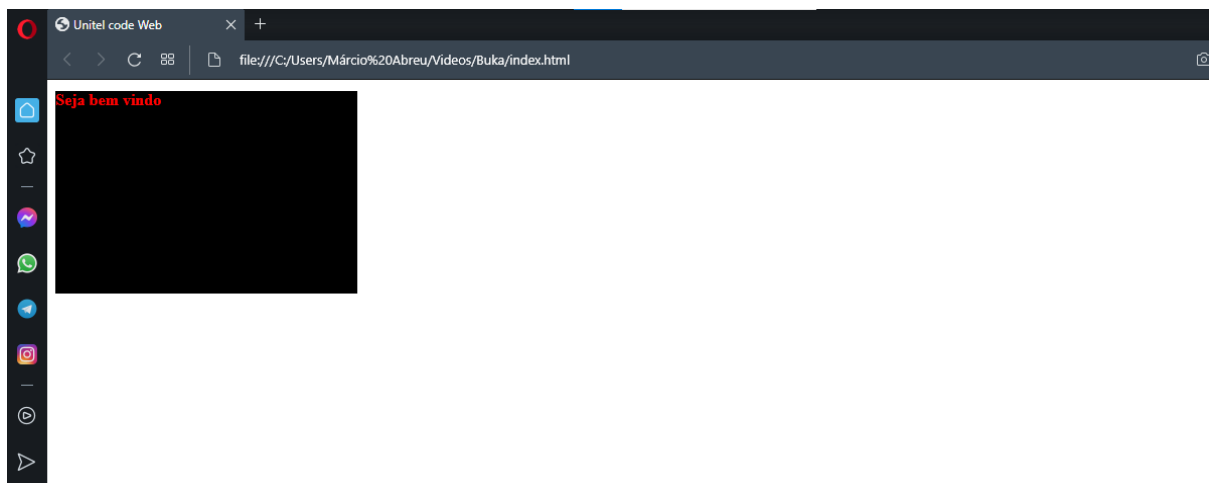 Unitel code Web
file:///C:/Users/Márcio%20Abreu/Videos/Buka/index.html
Seja bem vindo